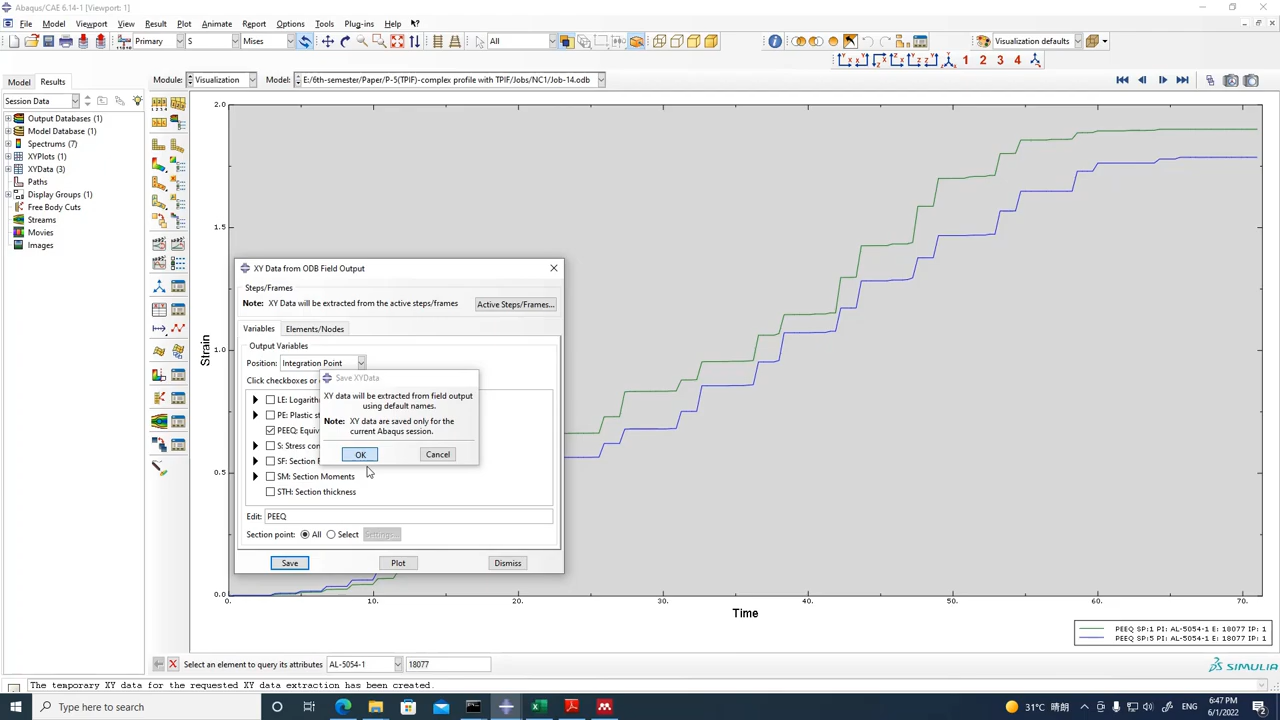 Abaqus/CAE 6.14-1 [Viewport: 1]
File Model Viewport View Result Plot Animate Report Options Tools Plug-ins Help
Primary S Mises All Visualization defaults
1 2 3 4
Model Results Module: Visualization Model: E:/6th-semester/Paper/P-5(TPIF)-complex profile with TPIF/Jobs/NC1/Job-14.odb
Session Data
Output Databases (1)
Model Database (1)
Spectrums (7)
XYPlots (1)
XYData (3)
Paths
Display Groups (1)
Free Body Cuts
Streams
Movies
Images
2.0
1.5
1.0
0.5
0.0
Strain
0. 10. 20. 30. 40. 50. 60. 70.
Time
PEEQ SP:1 PI: AL-5054-1 E: 18077 IP: 1
PEEQ SP:5 PI: AL-5054-1 E: 18077 IP: 1
XY Data from ODB Field Output
Steps/Frames
Note: XY Data will be extracted from the active steps/frames
Active Steps/Frames...
Variables Elements/Nodes
Output Variables
Position: Integration Point
Click checkboxes or
LE: Logarith
PE: Plastic st
PEEQ: Equiv
S: Stress con
SF: Section F
SM: Section Moments
STH: Section thickness
Edit: PEEQ
Section point: All Select Settings...
Save Plot Dismiss
Save XYData
XY data will be extracted from field output
using default names.
Note: XY data are saved only for the
current Abaqus session.
OK Cancel
Select an element to query its attributes AL-5054-1 18077
SIMULIA
The temporary XY data for the requested XY data extraction has been created.
Type here to search
31°C 晴朗
6:47 PM
6/1/2022